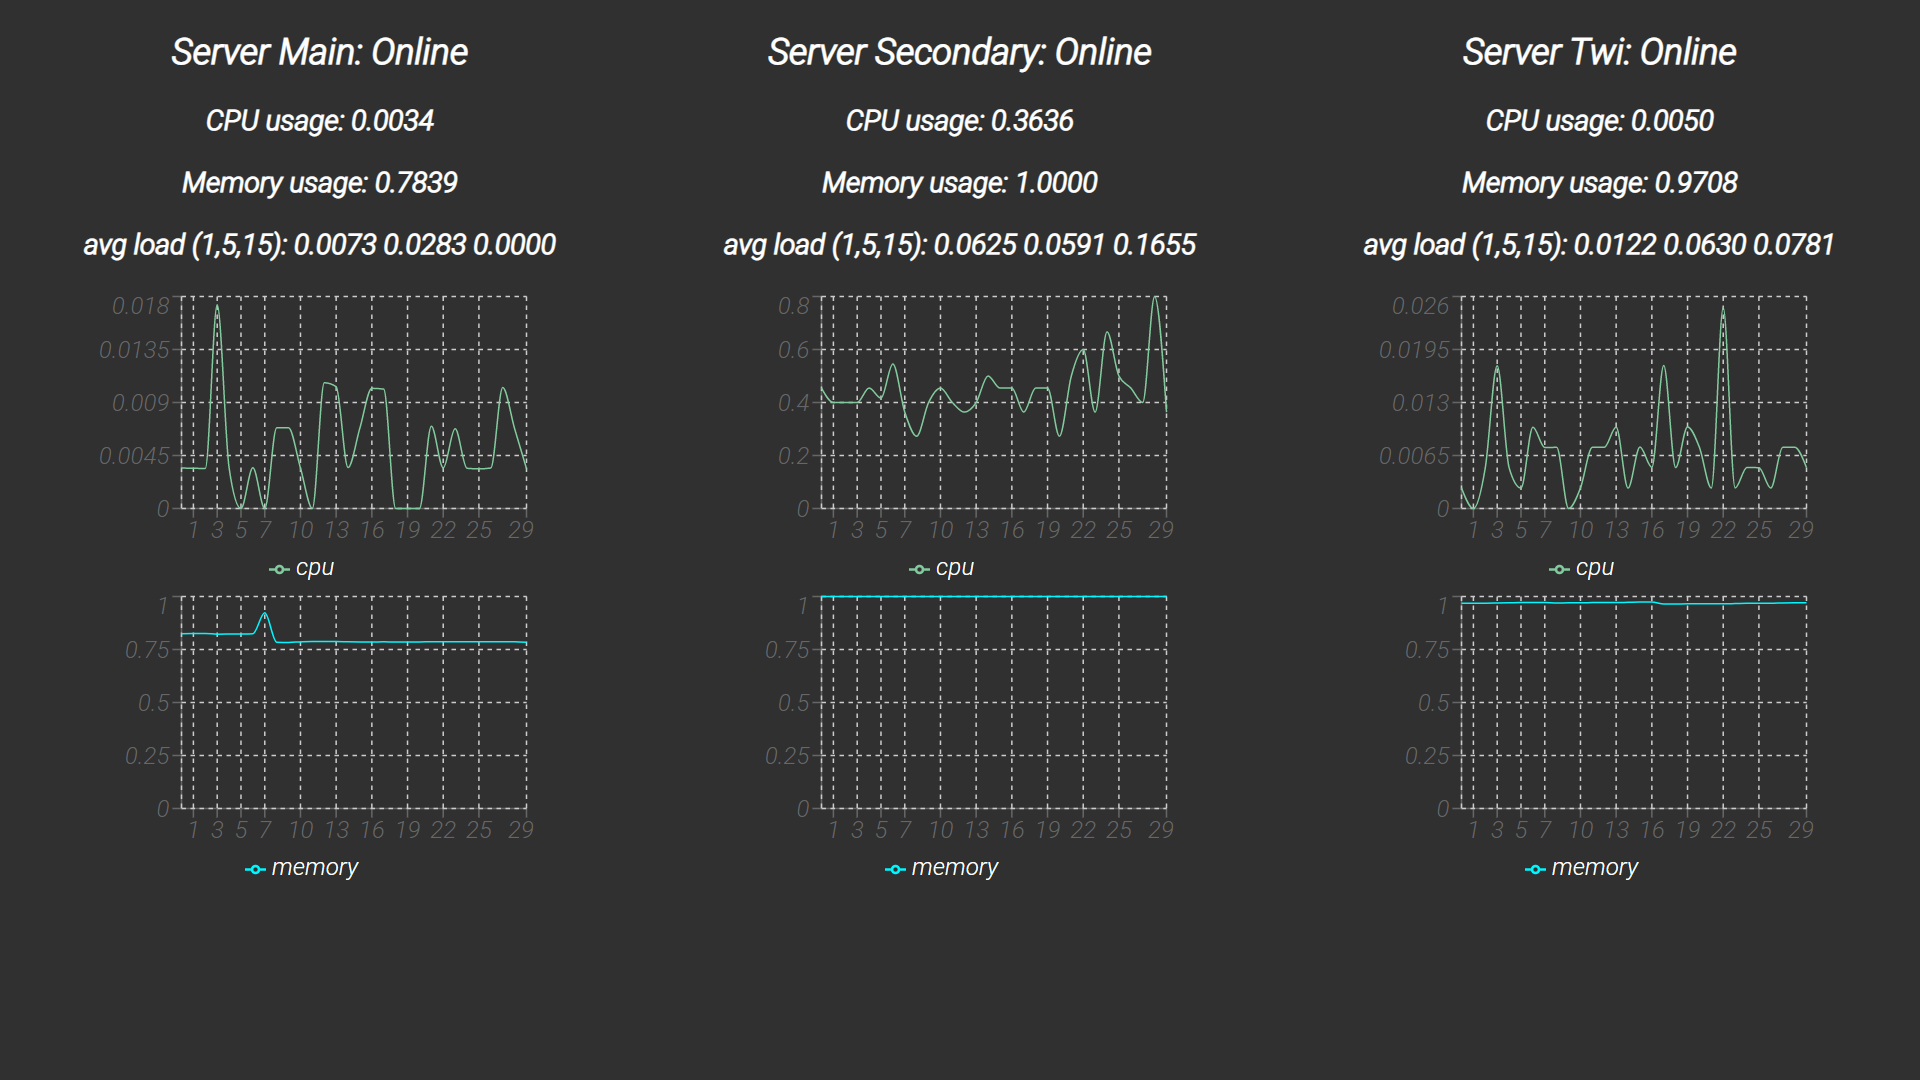 Server Main: Online
CPU usage: 0.0034
Memory usage: 0.7839
avg load (1,5,15): 0.0073 0.0283 0.0000
0.018
0.0135
0.009
0.0045
0
1 3 5 7 10 13 16 19 22 25 29
cpu
1
0.75
0.5
0.25
0
1 3 5 7 10 13 16 19 22 25 29
memory
Server Secondary: Online
CPU usage: 0.3636
Memory usage: 1.0000
avg load (1,5,15): 0.0625 0.0591 0.1655
0.8
0.6
0.4
0.2
0
1 3 5 7 10 13 16 19 22 25 29
cpu
1
0.75
0.5
0.25
0
1 3 5 7 10 13 16 19 22 25 29
memory
Server Twi: Online
CPU usage: 0.0050
Memory usage: 0.9708
avg load (1,5,15): 0.0122 0.0630 0.0781
0.026
0.0195
0.013
0.0065
0
1 3 5 7 10 13 16 19 22 25 29
cpu
1
0.75
0.5
0.25
0
1 3 5 7 10 13 16 19 22 25 29
memory